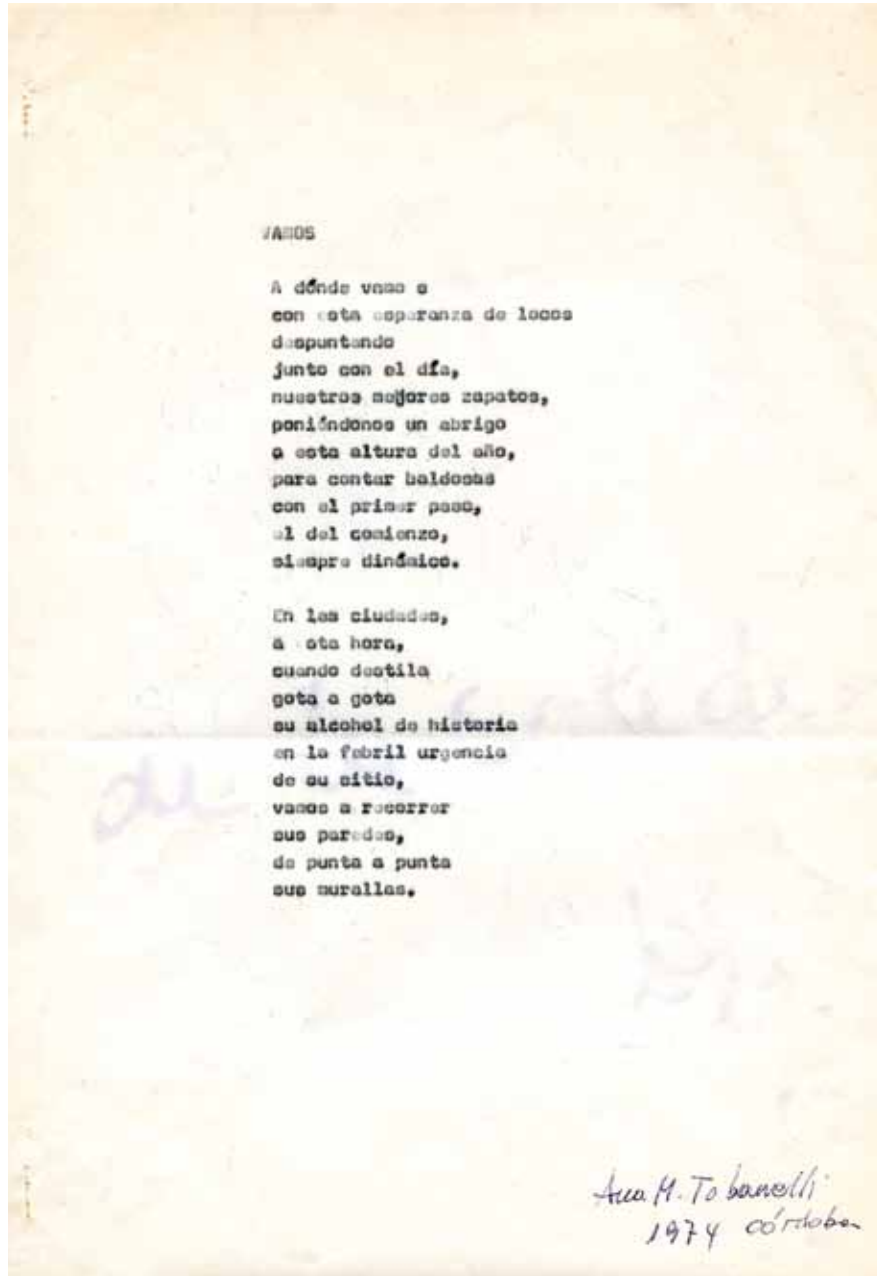 VAMOS
A dónde vamo s
con esta esperanza de locos
despuntando
junto con el día,
nuestros mejores zapatos,
poniéndonos un abrigo
a esta altura del año,
para contar baldosas
con el primer paso,
el del comienzo,
siempre dinámico.
En las ciudades,
a esta hora,
cuando destila
gota a gota
su alcohol de historia
en la febril urgencia
de su sitio,
vamos a recorrer
sus paredes,
de punta a punta
sus murallas.
Ana M. Tobanelli
1974 Córdoba